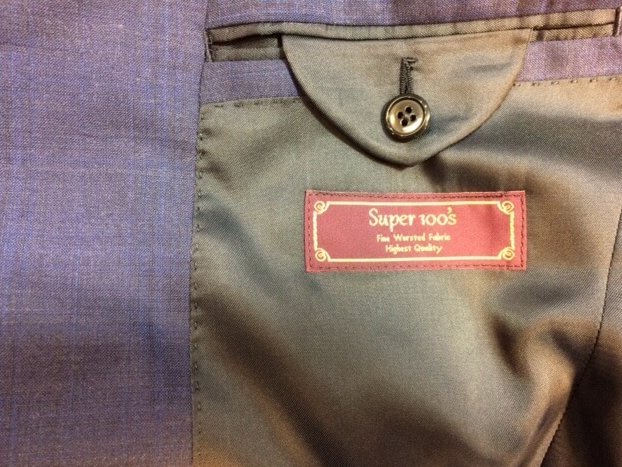 Super 100's
Fine Worsted Fabric
Highest Quality